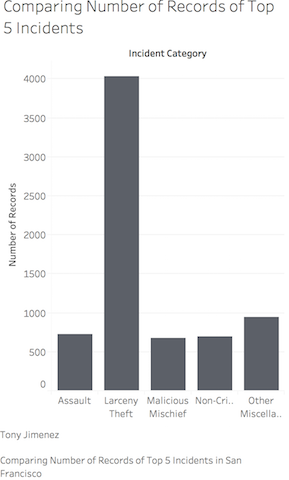 Comparing Number of Records of Top
5 Incidents
Incident Category
Number of Records
4000
3500
3000
2500
2000
1500
1000
500
0
Assault
Larceny
Theft
Malicious
Mischief
Non-Cri..
Other
Miscella..
Tony Jimenez
Comparing Number of Records of Top 5 Incidents in San
Francisco